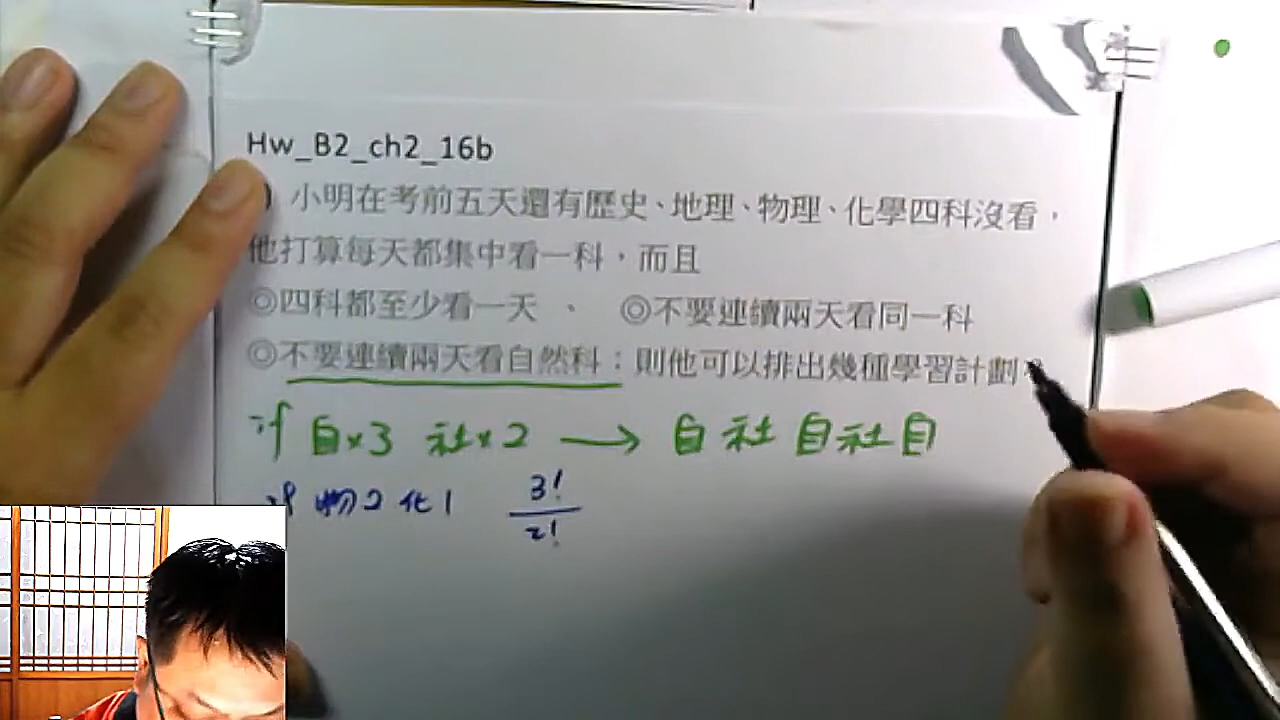 Hw_B2_ch2_16b
) 小明在考前五天還有歷史、地理、物理、化學四科沒看，
他打算每天都集中看一科，而且
◎四科都至少看一天 、 ◎不要連續兩天看同一科
◎不要連續兩天看自然科：則他可以排出幾種學習計劃
if 自×3 社×2 → 自社自社自
if 物2 化1 3!/2!